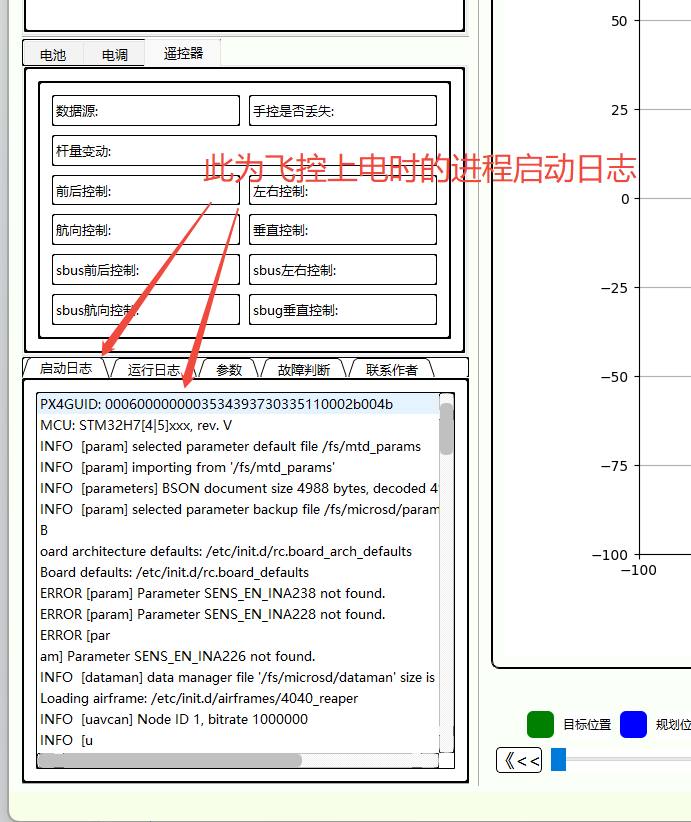 电池 电调 遥控器
数据源: 手控是否丢失:
杆量变动:
此为飞控上电时的进程启动日志
前后控制: 左右控制:
航向控制: 垂直控制:
sbus前后控制: sbus左右控制:
sbus航向控制: sbug垂直控制:
启动日志 运行日志 参数 故障判断 联系作者
PX4GUID: 0006000000003534393730335110002b004b
MCU: STM32H7[4|5]xxx, rev. V
INFO [param] selected parameter default file /fs/mtd_params
INFO [param] importing from '/fs/mtd_params'
INFO [parameters] BSON document size 4988 bytes, decoded 4
INFO [param] selected parameter backup file /fs/microsd/param
B
oard architecture defaults: /etc/init.d/rc.board_arch_defaults
Board defaults: /etc/init.d/rc.board_defaults
ERROR [param] Parameter SENS_EN_INA238 not found.
ERROR [param] Parameter SENS_EN_INA228 not found.
ERROR [par
am] Parameter SENS_EN_INA226 not found.
INFO [dataman] data manager file '/fs/microsd/dataman' size is
Loading airframe: /etc/init.d/airframes/4040_reaper
INFO [uavcan] Node ID 1, bitrate 1000000
INFO [u
50
25
0
−25
−50
−75
−100
−100
目标位置 规划位
《<<